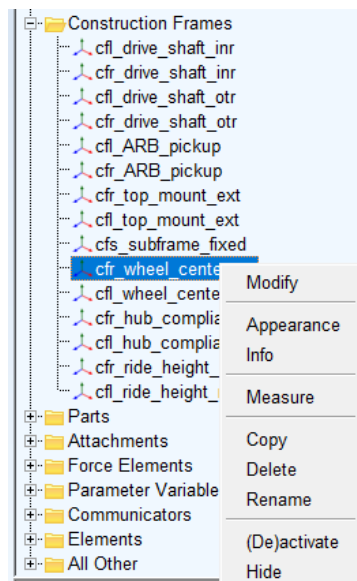 Construction Frames
cfl_drive_shaft_inr
cfr_drive_shaft_inr
cfl_drive_shaft_otr
cfr_drive_shaft_otr
cfl_ARB_pickup
cfr_ARB_pickup
cfr_top_mount_ext
cfl_top_mount_ext
cfs_subframe_fixed
cfr_wheel_cente
cfl_wheel_cente
cfr_hub_complia
cfl_hub_complia
cfr_ride_height_
cfl_ride_height_
Parts
Attachments
Force Elements
Parameter Variable
Communicators
Elements
All Other
Modify
Appearance
Info
Measure
Copy
Delete
Rename
(De)activate
Hide